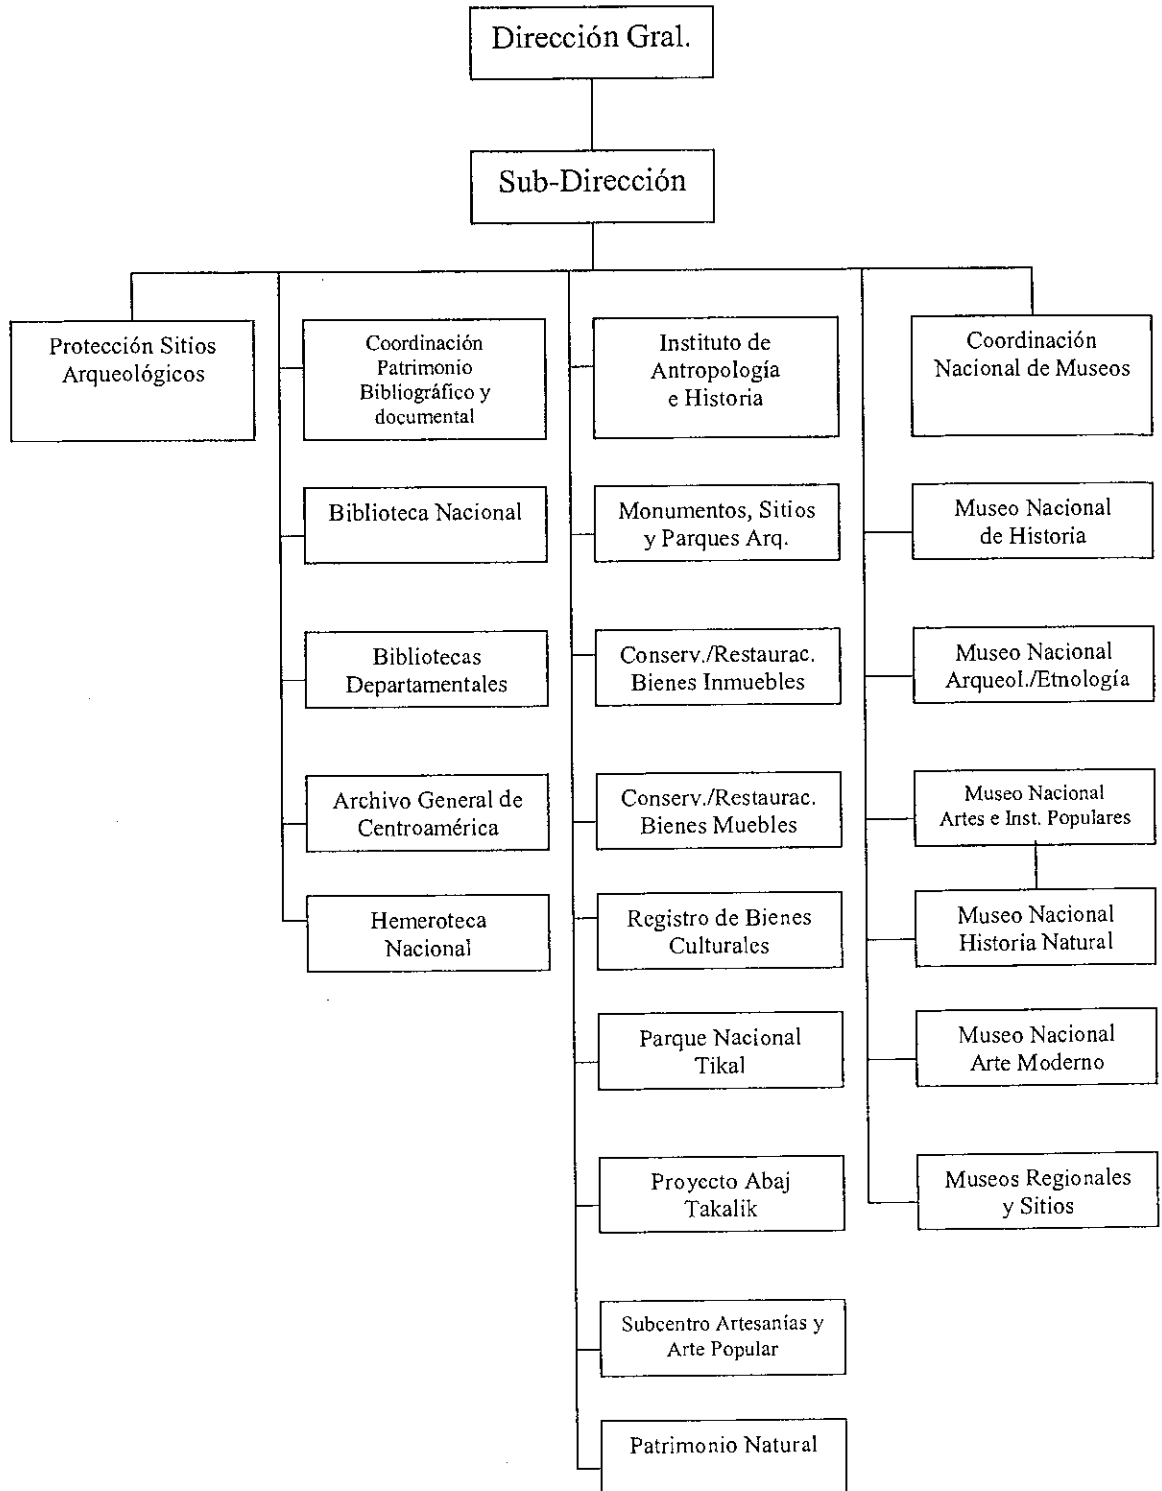 Dirección Gral.
Sub-Dirección
Protección Sitios
Arqueológicos
Coordinación
Patrimonio
Bibliográfico y
documental
Biblioteca Nacional
Bibliotecas
Departamentales
Archivo General de
Centroamérica
Hemeroteca
Nacional
Instituto de
Antropología
e Historia
Monumentos, Sitios
y Parques Arq.
Conserv./Restaurac.
Bienes Inmuebles
Conserv./Restaurac.
Bienes Muebles
Registro de Bienes
Culturales
Parque Nacional
Tikal
Proyecto Abaj
Takalik
Subcentro Artesanías y
Arte Popular
Patrimonio Natural
Coordinación
Nacional de Museos
Museo Nacional
de Historia
Museo Nacional
Arqueol./Etnología
Museo Nacional
Artes e Inst. Populares
Museo Nacional
Historia Natural
Museo Nacional
Arte Moderno
Museos Regionales
y Sitios